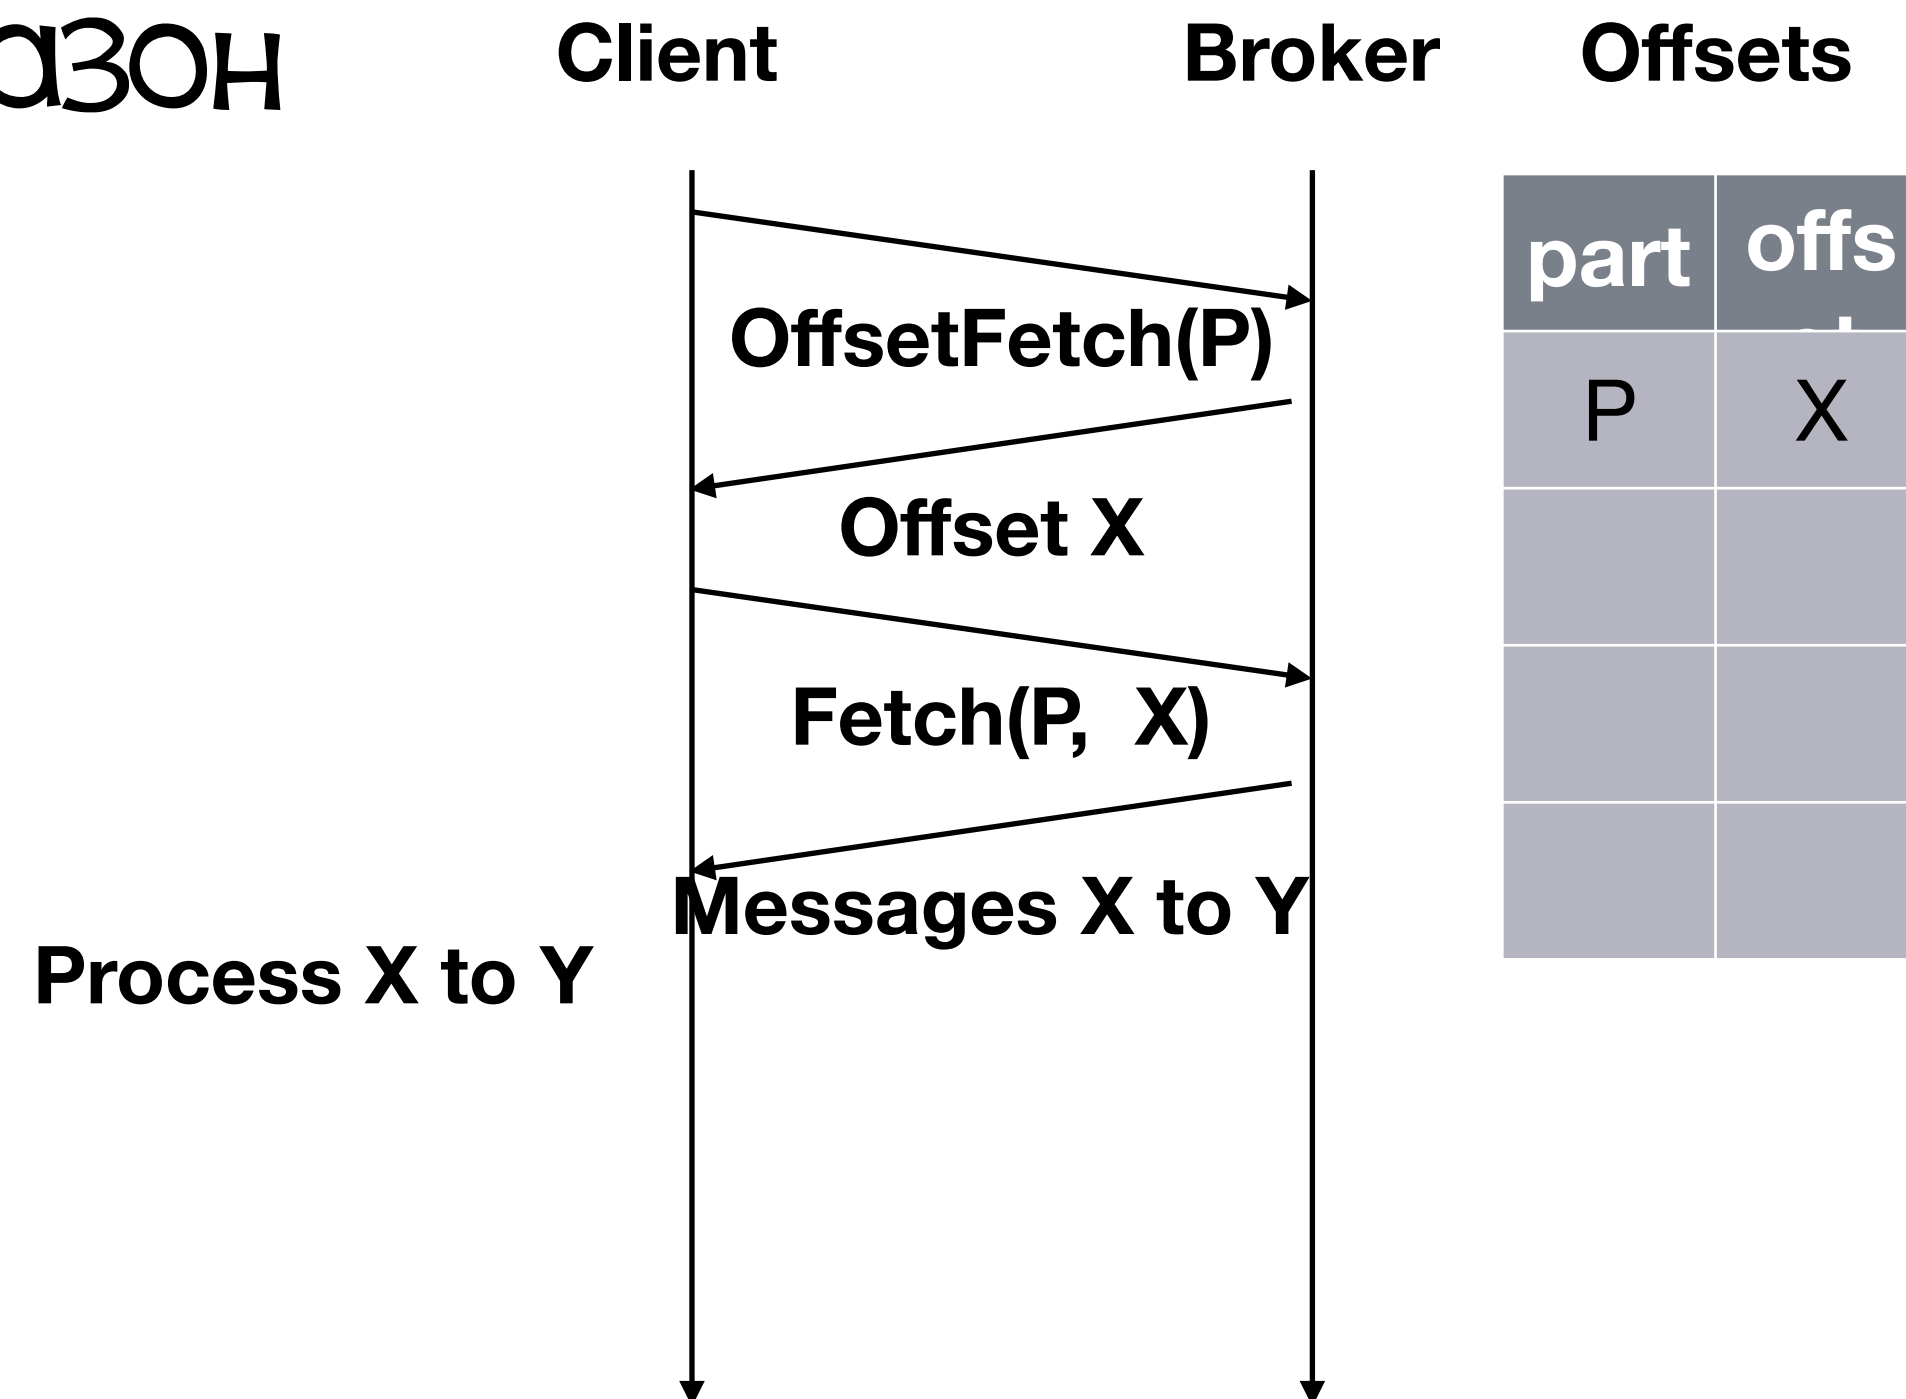 Client
Broker
Offsets
part
offs
OffsetFetch(P)
P
X
Offset X
Fetch(P, X)
Messages X to Y
Process X to Y